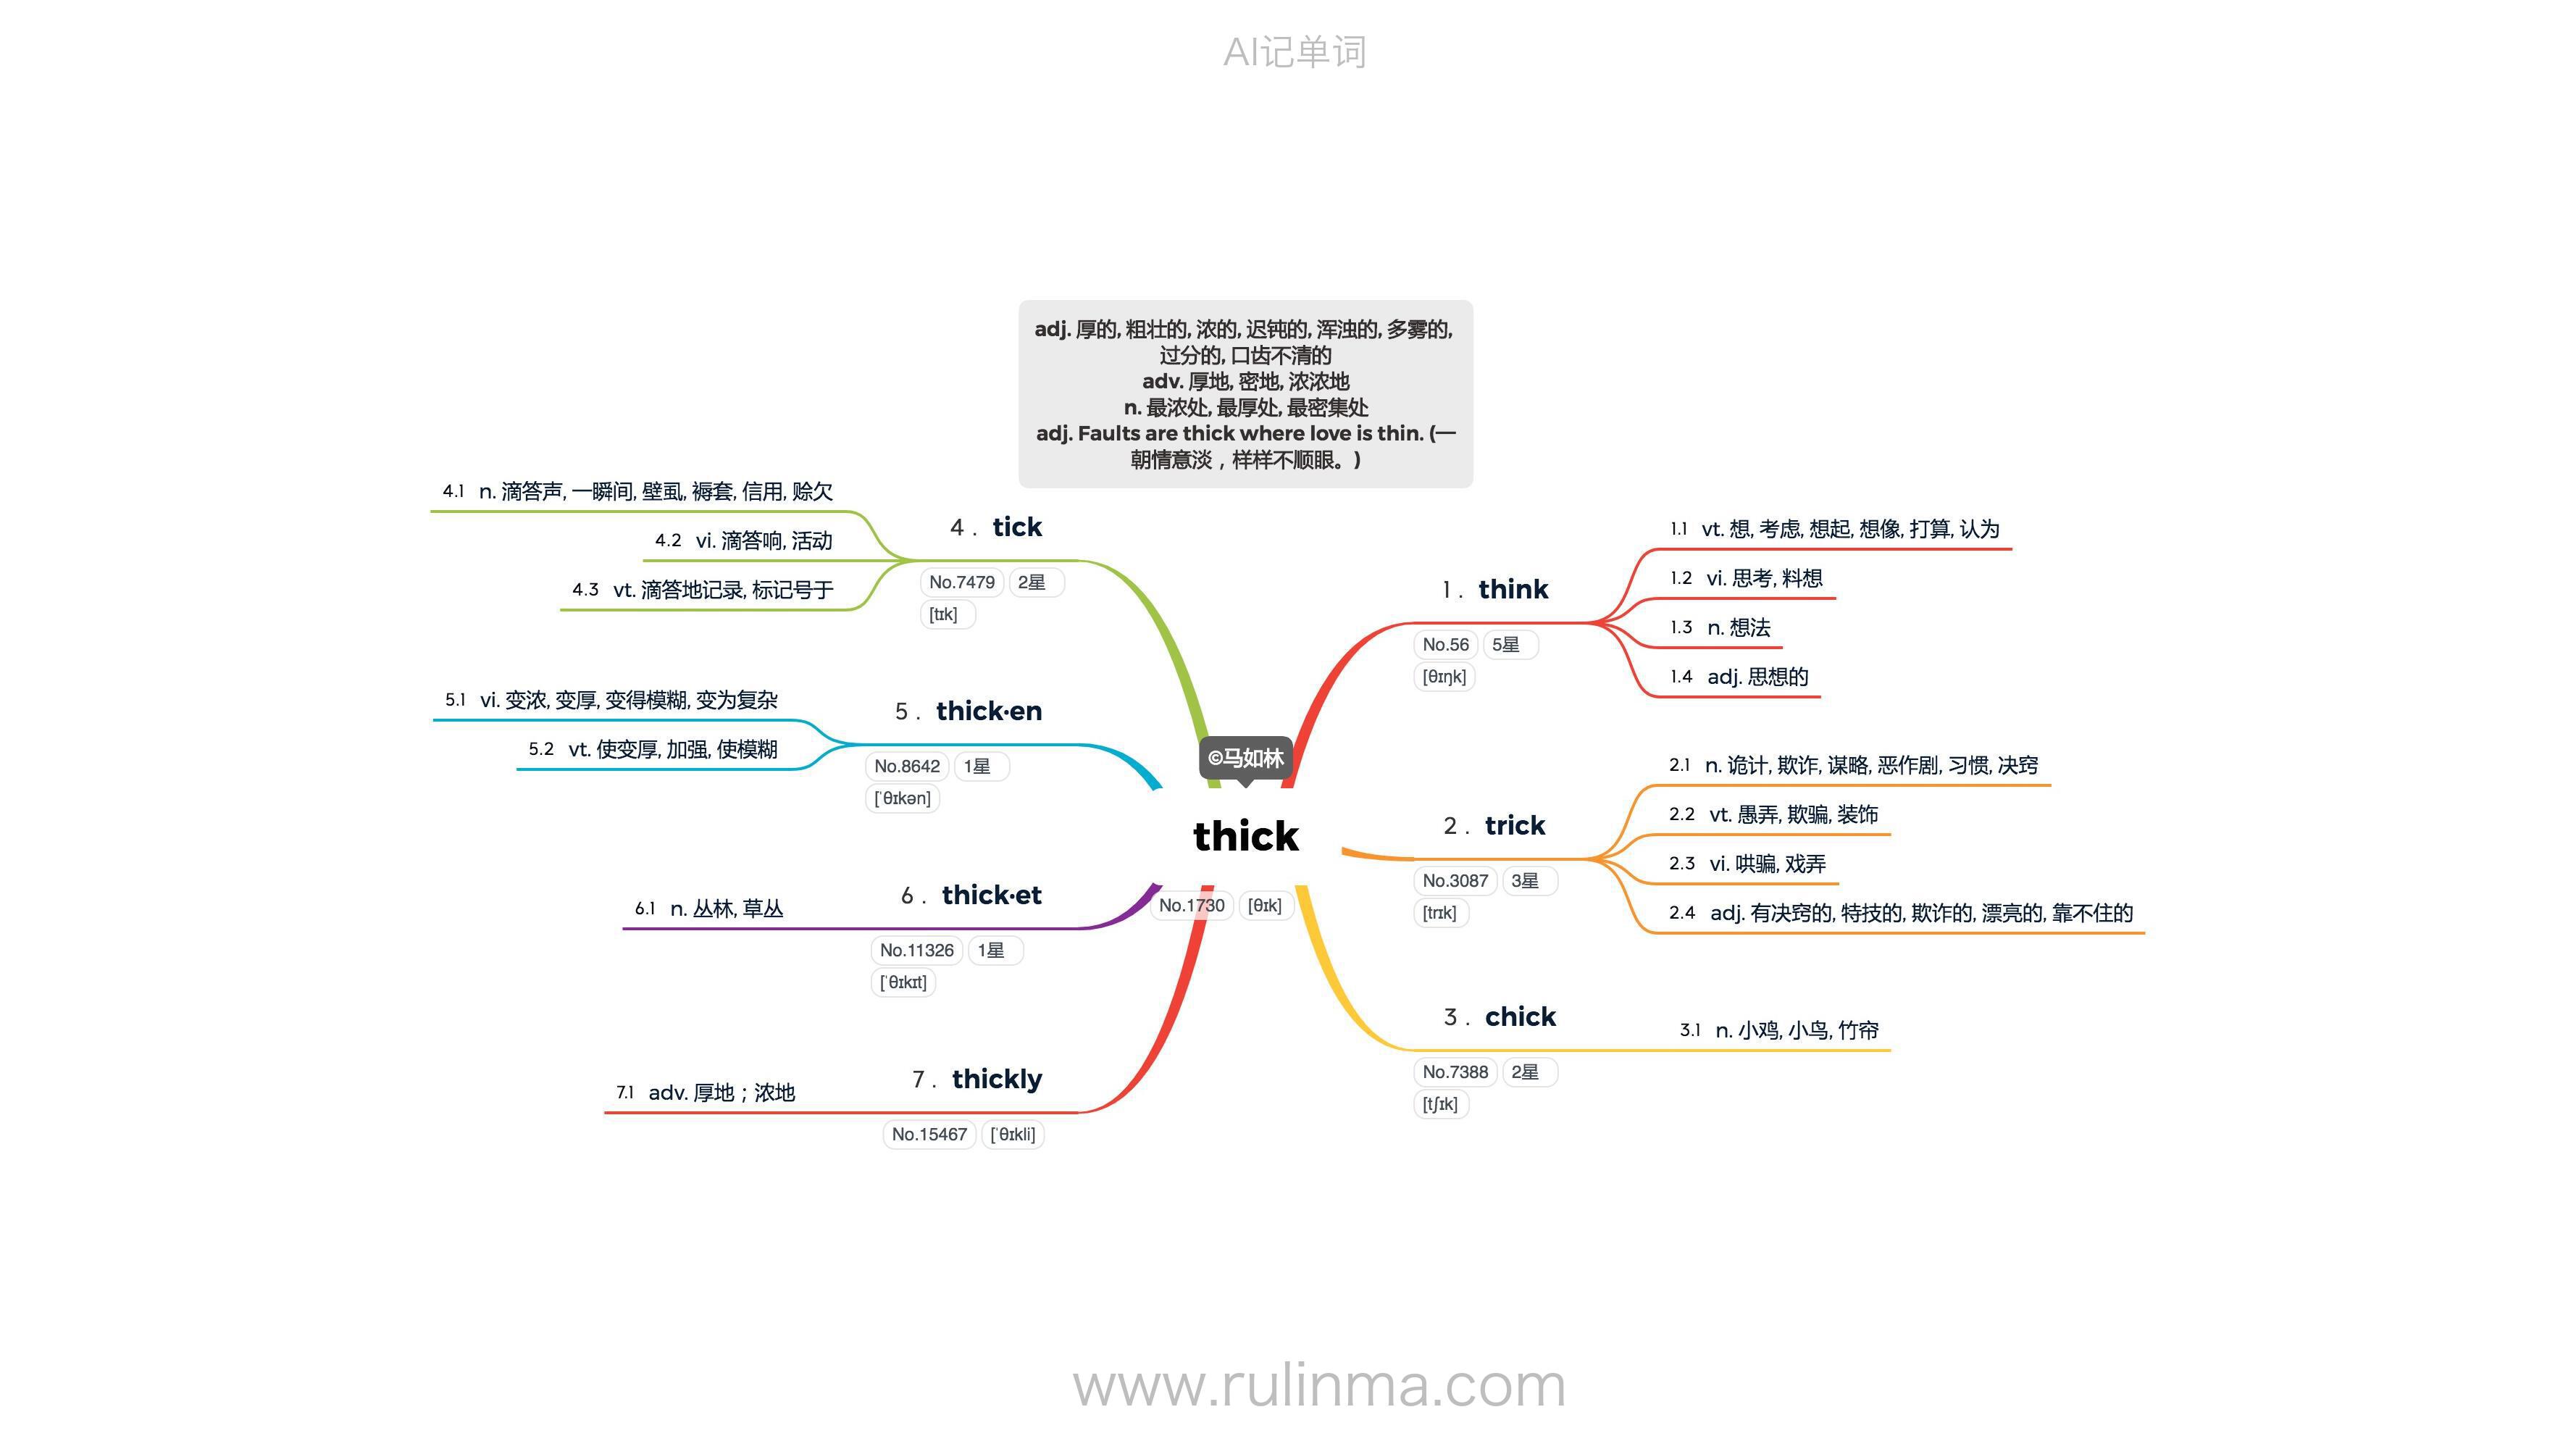 AI记单词
adj. 厚的, 粗壮的, 浓的, 迟钝的, 浑浊的, 多雾的,
过分的, 口齿不清的
adv. 厚地, 密地, 浓浓地
n. 最浓处, 最厚处, 最密集处
adj. Faults are thick where love is thin. (一
朝情意淡，样样不顺眼。)
©马如林
thick
No.1730 [θɪk]
1. think
No.56 5星
[θɪŋk]
1.1 vt. 想, 考虑, 想起, 想像, 打算, 认为
1.2 vi. 思考, 料想
1.3 n. 想法
1.4 adj. 思想的
2. trick
No.3087 3星
[trɪk]
2.1 n. 诡计, 欺诈, 谋略, 恶作剧, 习惯, 决窍
2.2 vt. 愚弄, 欺骗, 装饰
2.3 vi. 哄骗, 戏弄
2.4 adj. 有决窍的, 特技的, 欺诈的, 漂亮的, 靠不住的
3. chick
No.7388 2星
[tʃɪk]
3.1 n. 小鸡, 小鸟, 竹帘
4. tick
No.7479 2星
[tɪk]
4.1 n. 滴答声, 一瞬间, 壁虱, 褥套, 信用, 赊欠
4.2 vi. 滴答响, 活动
4.3 vt. 滴答地记录, 标记号于
5. thick·en
No.8642 1星
[ˈθɪkən]
5.1 vi. 变浓, 变厚, 变得模糊, 变为复杂
5.2 vt. 使变厚, 加强, 使模糊
6. thick·et
No.11326 1星
[ˈθɪkɪt]
6.1 n. 丛林, 草丛
7. thickly
No.15467 [ˈθɪkli]
7.1 adv. 厚地；浓地
www.rulinma.com